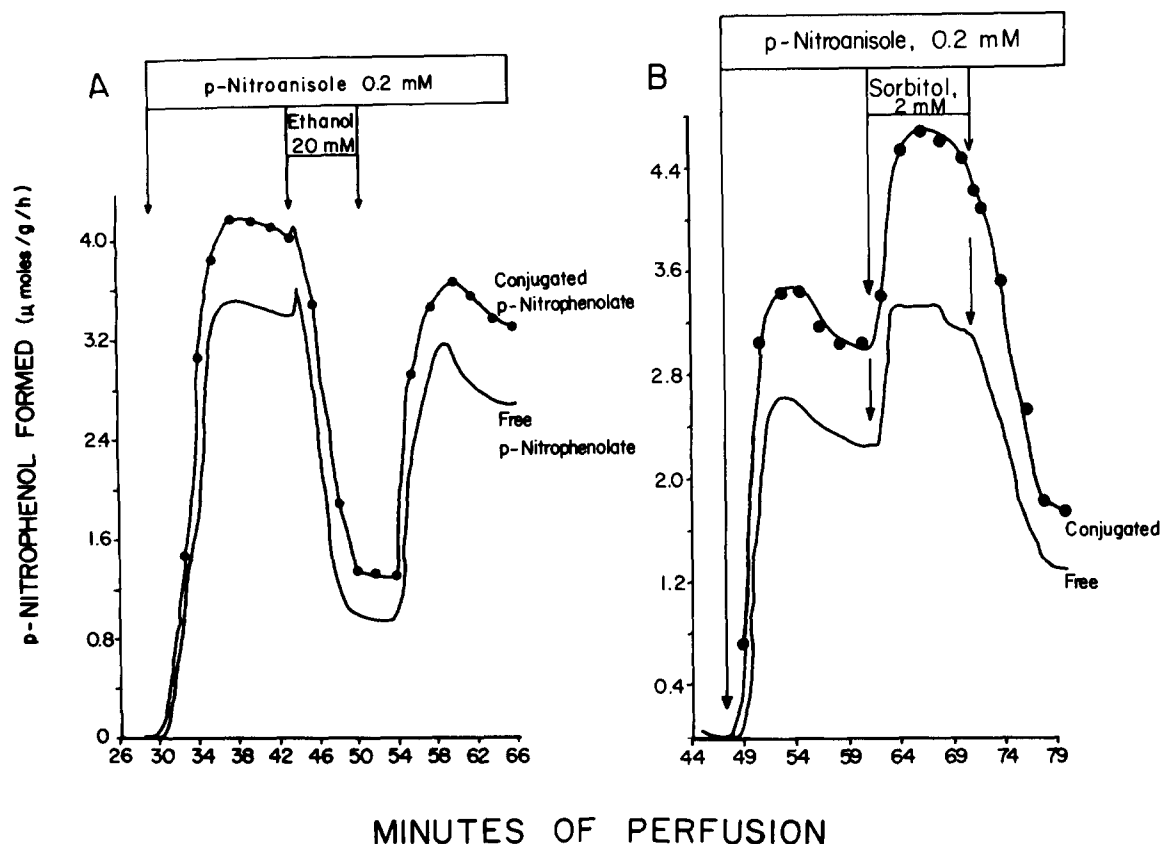 A
p-Nitroanisole 0.2 mM
Ethanol
20 mM
p-NITROPHENOL FORMED (μ moles/g/h)
4.0
3.2
2.4
1.6
0.8
0
26 30 34 38 42 46 50 54 58 62 66
Conjugated
p-Nitrophenolate
Free
p-Nitrophenolate
B
p-Nitroanisole, 0.2 mM
Sorbitol,
2 mM
4.4
3.6
2.8
2.0
1.2
0.4
44 49 54 59 64 69 74 79
Conjugated
Free
MINUTES OF PERFUSION